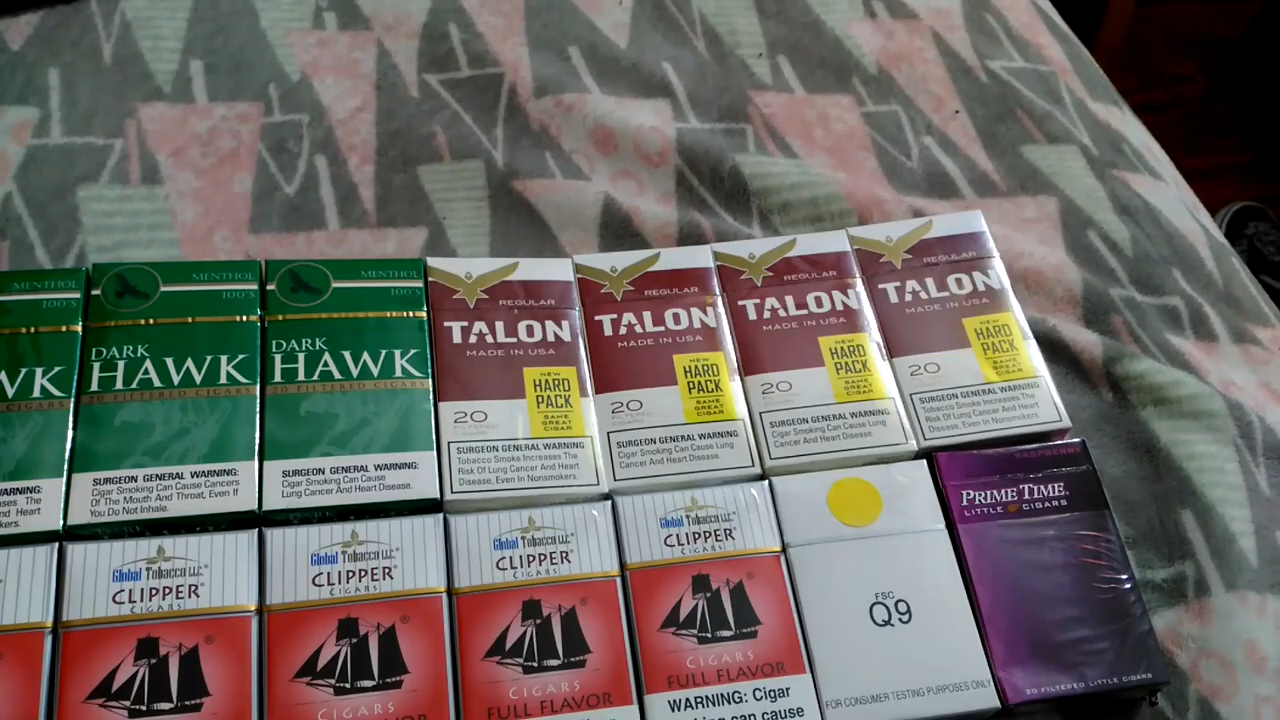 MENTHOL
100'S
WK
CIGARS
WARNING:
ses The
nd Heart
kers.
MENTHOL
100'S
DARK
HAWK
20 FILTERED CIGARS
SURGEON GENERAL WARNING:
Cigar Smoking Can Cause Cancers
Of The Mouth And Throat, Even If
You Do Not Inhale.
MENTHOL
100'S
DARK
HAWK
20 FILTERED CIGARS
SURGEON GENERAL WARNING:
Cigar Smoking Can Cause
Lung Cancer And Heart Disease.
REGULAR
TALON
MADE IN USA
NEW
HARD
PACK
SAME
GREAT
CIGAR
20
SURGEON GENERAL WARNING
Tobacco Smoke Increases The
Risk Of Lung Cancer And Heart
Disease, Even In Nonsmokers.
REGULAR
TALON
MADE IN USA
NEW
HARD
PACK
SAME
GREAT
CIGAR
20
FILTERED
SURGEON GENERAL WARNING
Cigar Smoking Can Cause Lung
Cancer And Heart Disease.
REGULAR
TALON
MADE IN USA
NEW
HARD
PACK
SAME
GREAT
CIGAR
20
SURGEON GENERAL WARNING
Cigar Smoking Can Cause Lung
Cancer And Heart Disease.
REGULAR
TALON
MADE IN USA
NEW
HARD
PACK
SAME
GREAT
CIGAR
20
SURGEON GENERAL WARNING
Tobacco Smoke Increases The
Risk Of Lung Cancer And Heart
Disease, Even In Nonsmokers.
Global Tobacco LLC
CLIPPER®
CIGARS
®
Global Tobacco LLC
CLIPPER®
CIGARS
®
CIGARS
Global Tobacco LLC
CLIPPER®
CIGARS
®
CIGARS
FULL FLAVOR
Global Tobacco LLC
CLIPPER®
CIGARS
®
CIGARS
FULL FLAVOR
WARNING: Cigar
can cause
FSC
Q9
FOR CONSUMER TESTING PURPOSES ONLY
RASPBERRY
PRIME TIME
LITTLE CIGARS
20 FILTERED LITTLE CIGARS